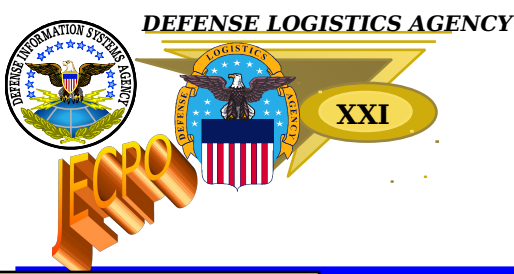 DEFENSE LOGISTICS AGENCY
DEFENSE INFORMATION SYSTEMS AGENCY
DEFENSE LOGISTICS AGENCY
XXI
JECPO